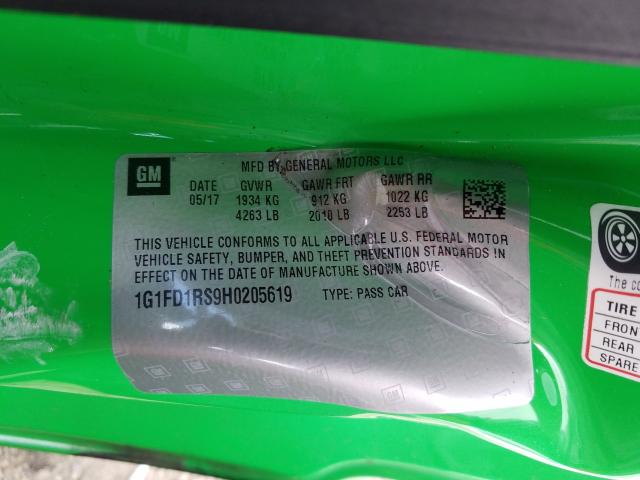 GM
MFD BY GENERAL MOTORS LLC
DATE GVWR GAWR FRT GAWR RR
05/17 1934 KG 912 KG 1022 KG
4263 LB 2010 LB 2253 LB
THIS VEHICLE CONFORMS TO ALL APPLICABLE U.S. FEDERAL MOTOR
VEHICLE SAFETY, BUMPER, AND THEFT PREVENTION STANDARDS IN
EFFECT ON THE DATE OF MANUFACTURE SHOWN ABOVE.
1G1FD1RS9H0205619 TYPE: PASS CAR
The co
TIRE
FRON
REAR
SPARE